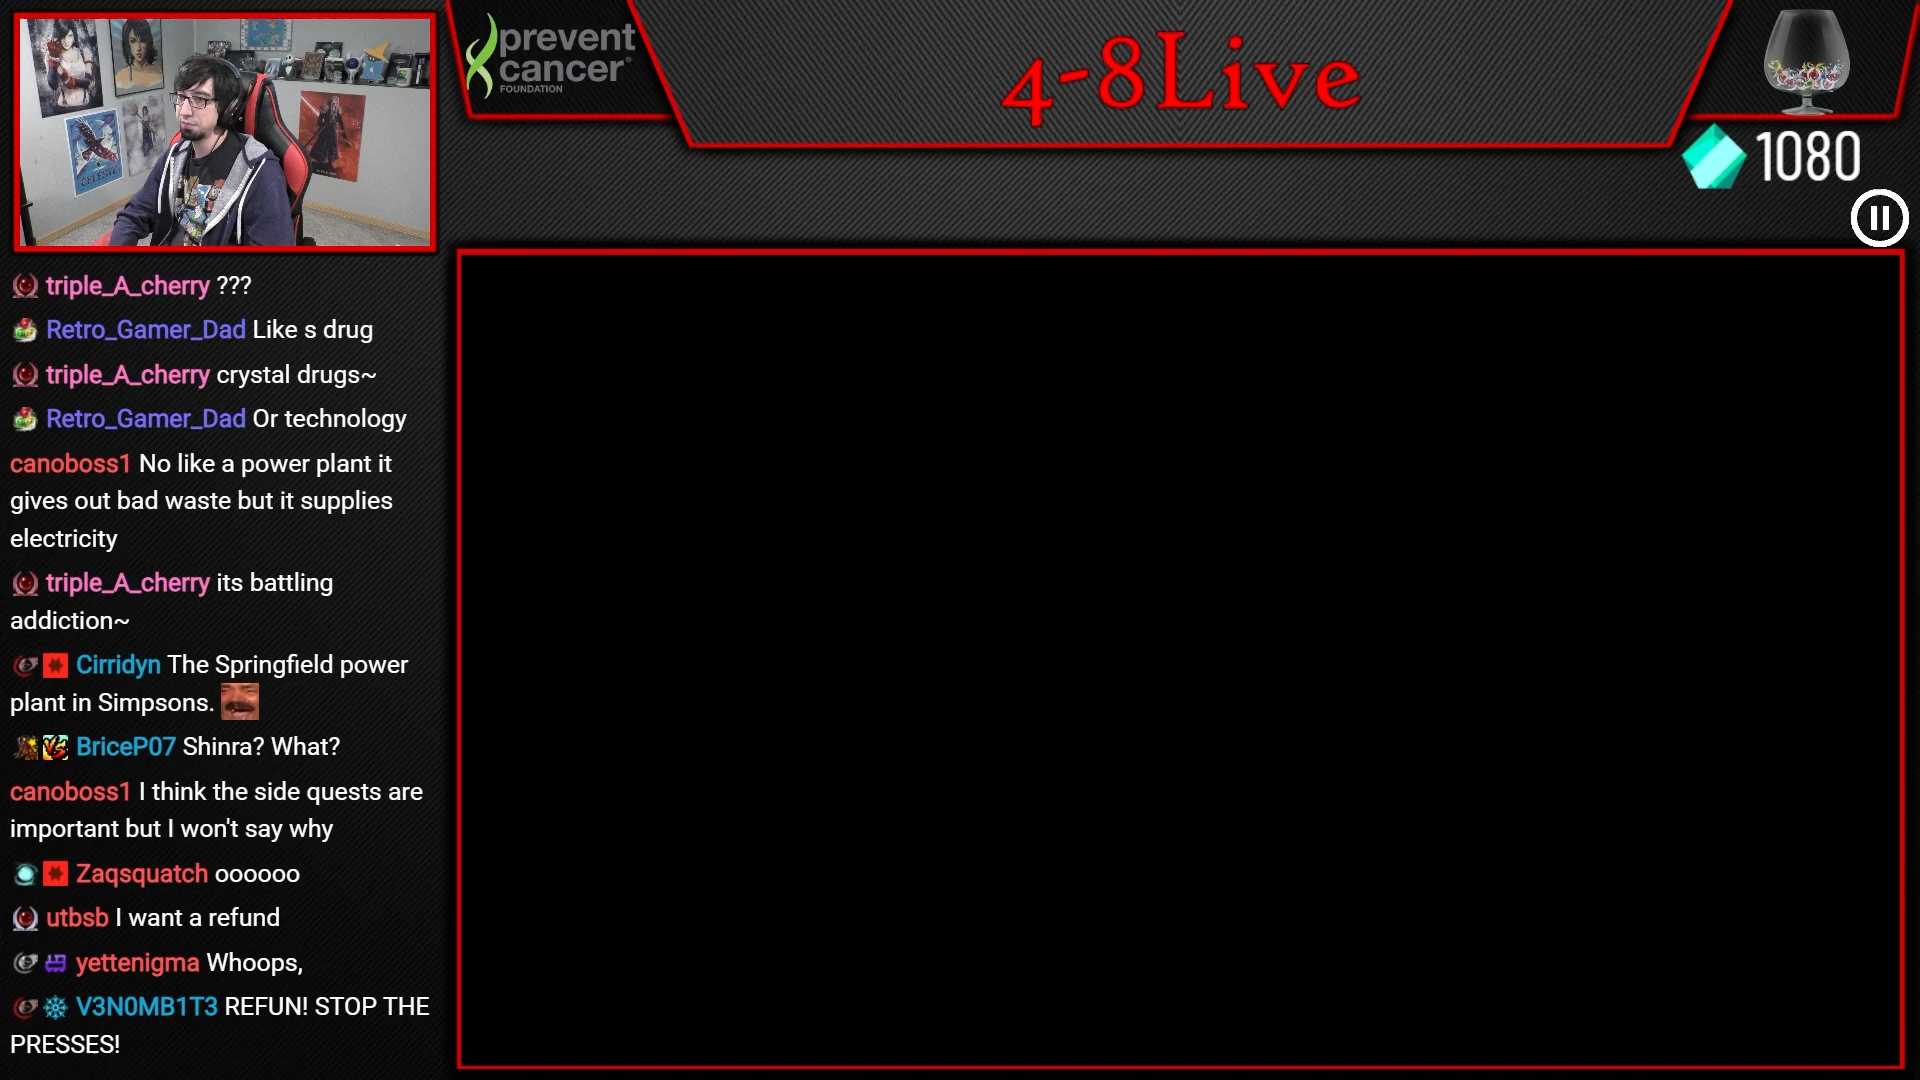 prevent
cancer
FOUNDATION
4-8Live
1080
CELESTE
triple_A_cherry ???
Retro_Gamer_Dad Like s drug
triple_A_cherry crystal drugs~
Retro_Gamer_Dad Or technology
canoboss1 No like a power plant it
gives out bad waste but it supplies
electricity
triple_A_cherry its battling
addiction~
Cirridyn The Springfield power
plant in Simpsons.
VS BriceP07 Shinra? What?
canoboss1 I think the side quests are
important but I won't say why
Zaqsquatch oooooo
utbsb I want a refund
yettenigma Whoops,
V3N0MB1T3 REFUN! STOP THE
PRESSES!